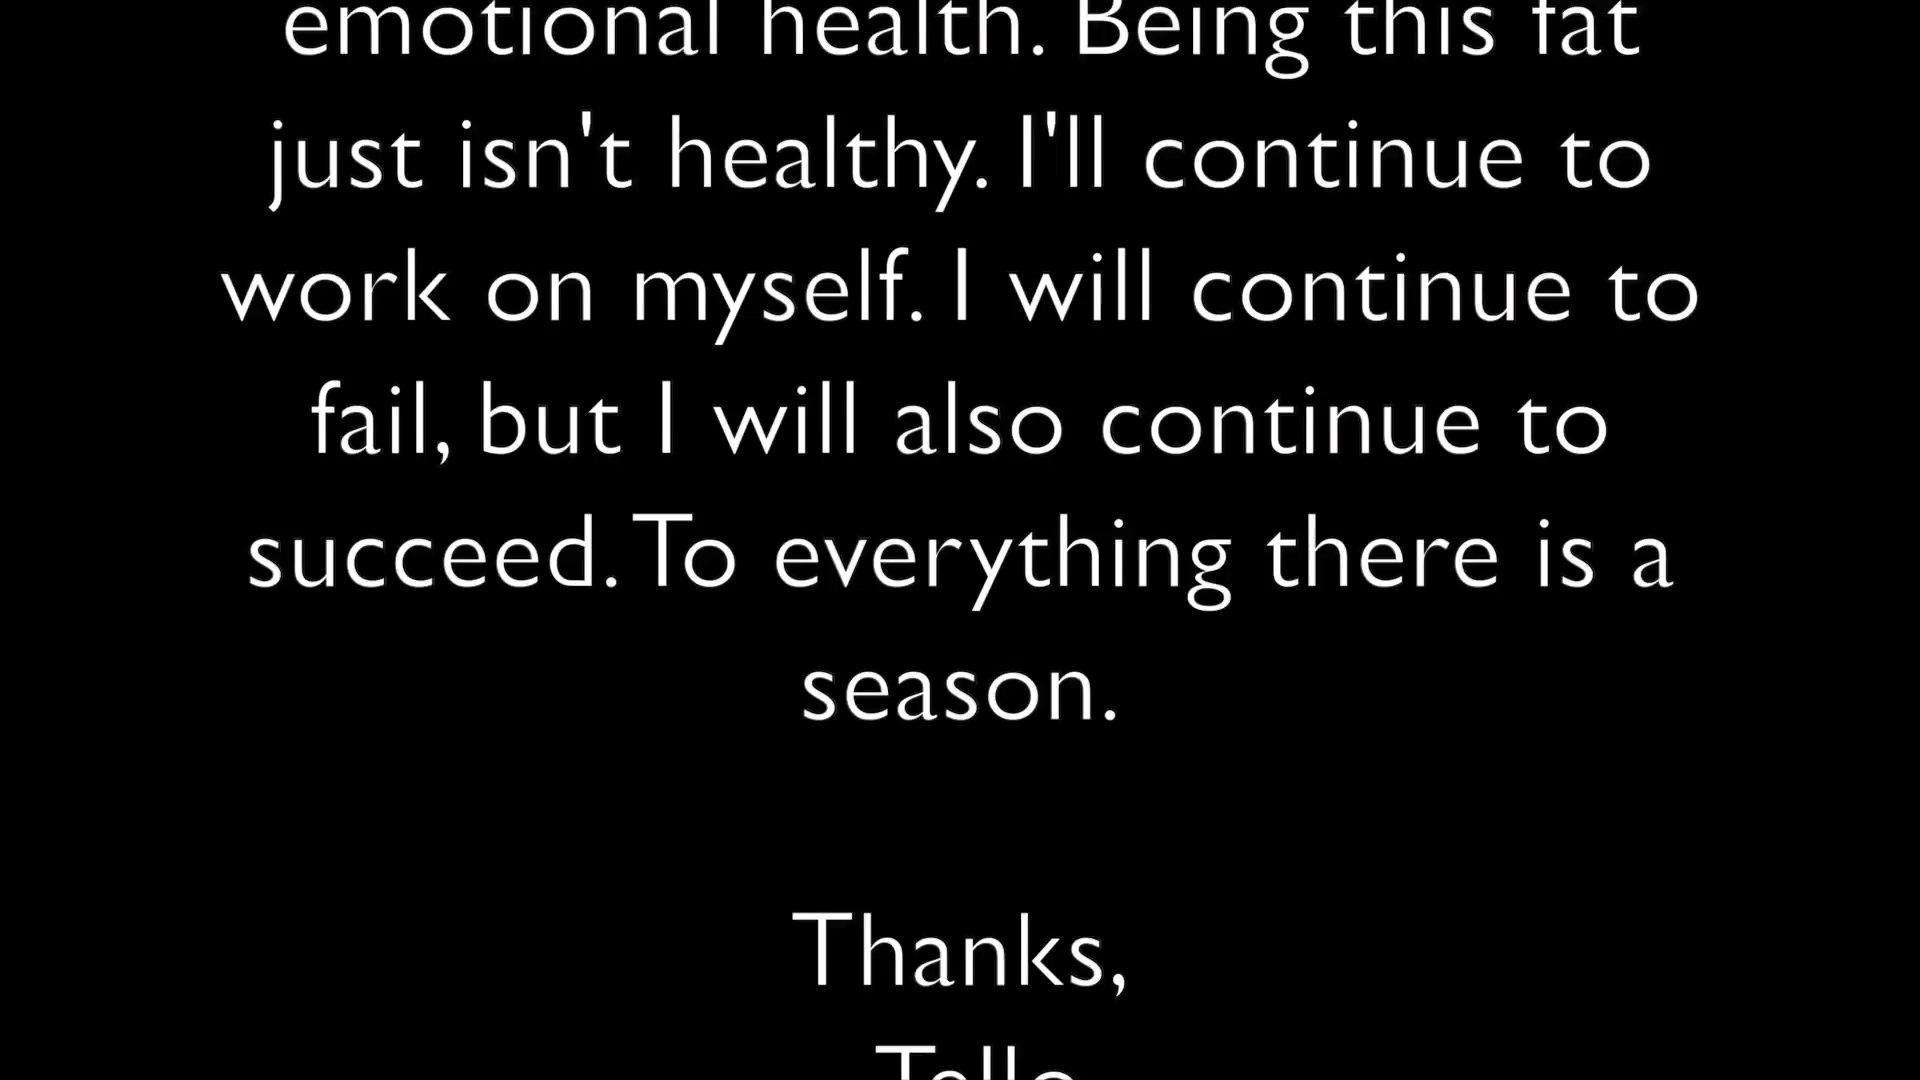 emotional health. Being this fat
just isn't healthy. I'll continue to
work on myself. I will continue to
fail, but I will also continue to
succeed. To everything there is a
season.
Thanks,
Tello